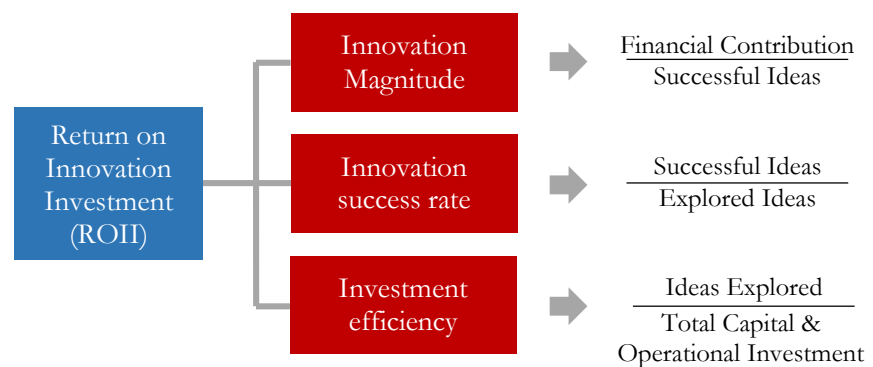 Return on
Innovation
Investment
(ROII)
Innovation
Magnitude
Financial Contribution
Successful Ideas
Innovation
success rate
Successful Ideas
Explored Ideas
Investment
efficiency
Ideas Explored
Total Capital &
Operational Investment